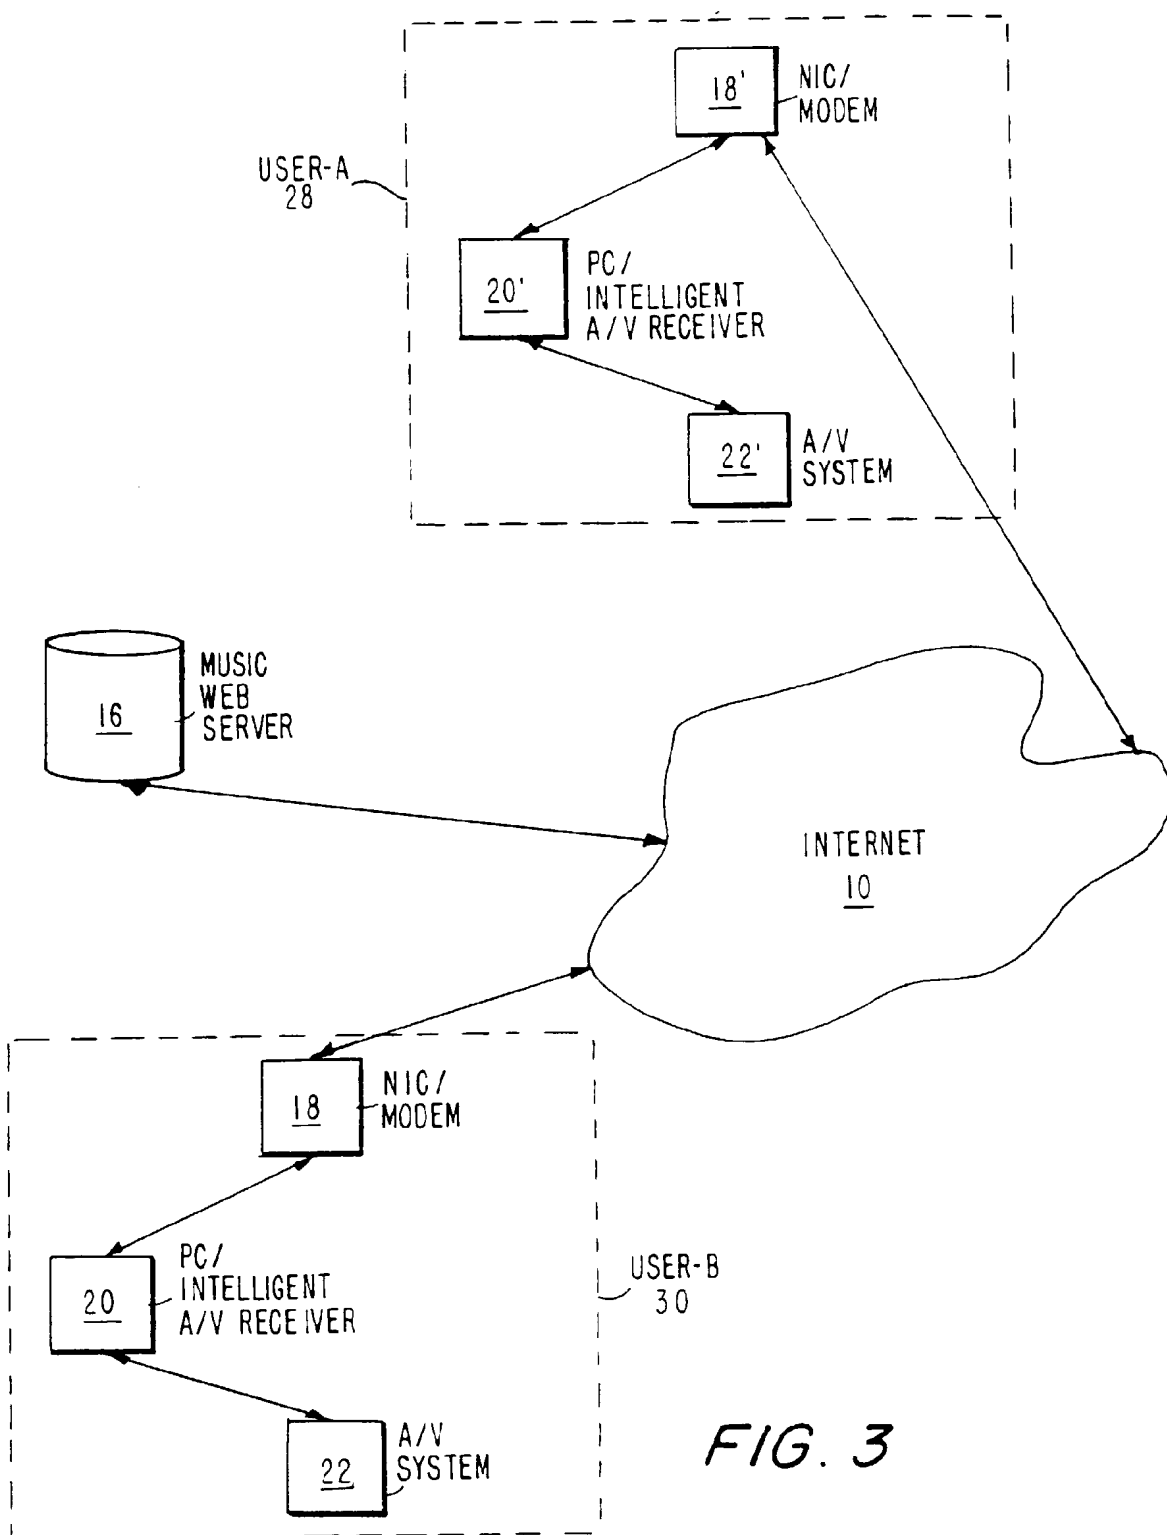 18'
NIC/
MODEM
USER-A
28
20'
PC/
INTELLIGENT
A/V RECEIVER
22'
A/V
SYSTEM
16
MUSIC
WEB
SERVER
INTERNET
10
18
NIC/
MODEM
20
PC/
INTELLIGENT
A/V RECEIVER
USER-B
30
22
A/V
SYSTEM
FIG. 3